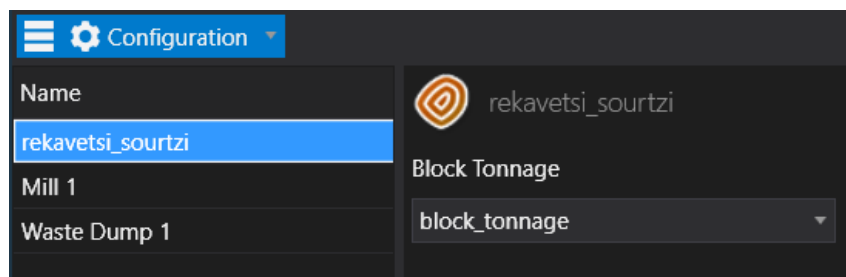 Configuration
Name
rekavetsi_sourtzi
Mill 1
Waste Dump 1
rekavetsi_sourtzi
Block Tonnage
block_tonnage